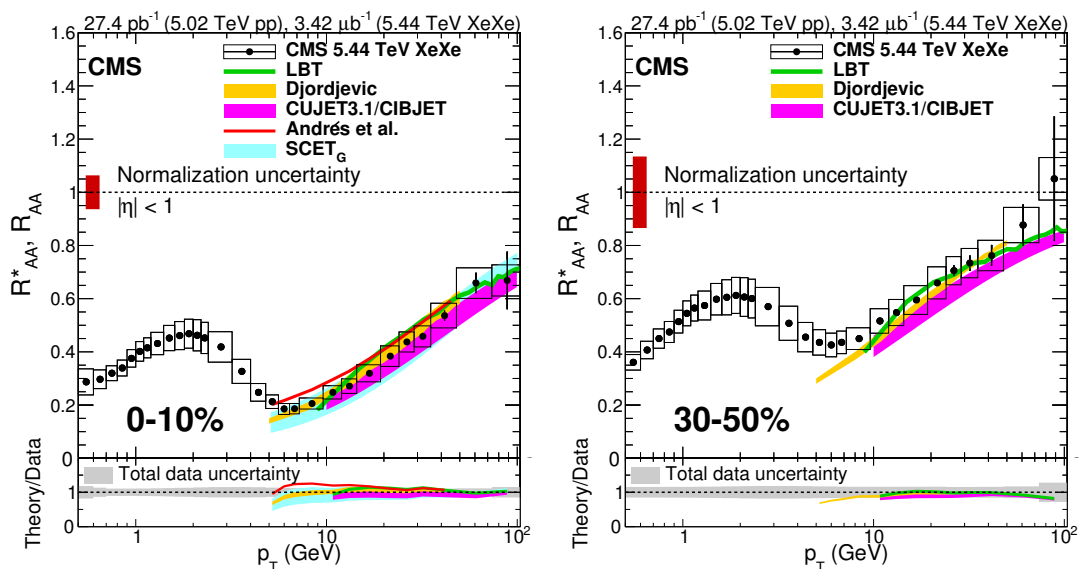 27.4 pb⁻¹ (5.02 TeV pp), 3.42 μb⁻¹ (5.44 TeV XeXe)
CMS
CMS 5.44 TeV XeXe
LBT
Djordjevic
CUJET3.1/CIBJET
Andrés et al.
SCET_G
Normalization uncertainty
|η| < 1
0-10%
R*_AA, R_AA
1.6
1.4
1.2
1
0.8
0.6
0.4
0.2
0
Total data uncertainty
Theory/Data
1
0
1
10
10²
p_T (GeV)
27.4 pb⁻¹ (5.02 TeV pp), 3.42 μb⁻¹ (5.44 TeV XeXe)
CMS
CMS 5.44 TeV XeXe
LBT
Djordjevic
CUJET3.1/CIBJET
Normalization uncertainty
|η| < 1
30-50%
R*_AA, R_AA
1.6
1.4
1.2
1
0.8
0.6
0.4
0.2
0
Total data uncertainty
Theory/Data
1
0
1
10
10²
p_T (GeV)